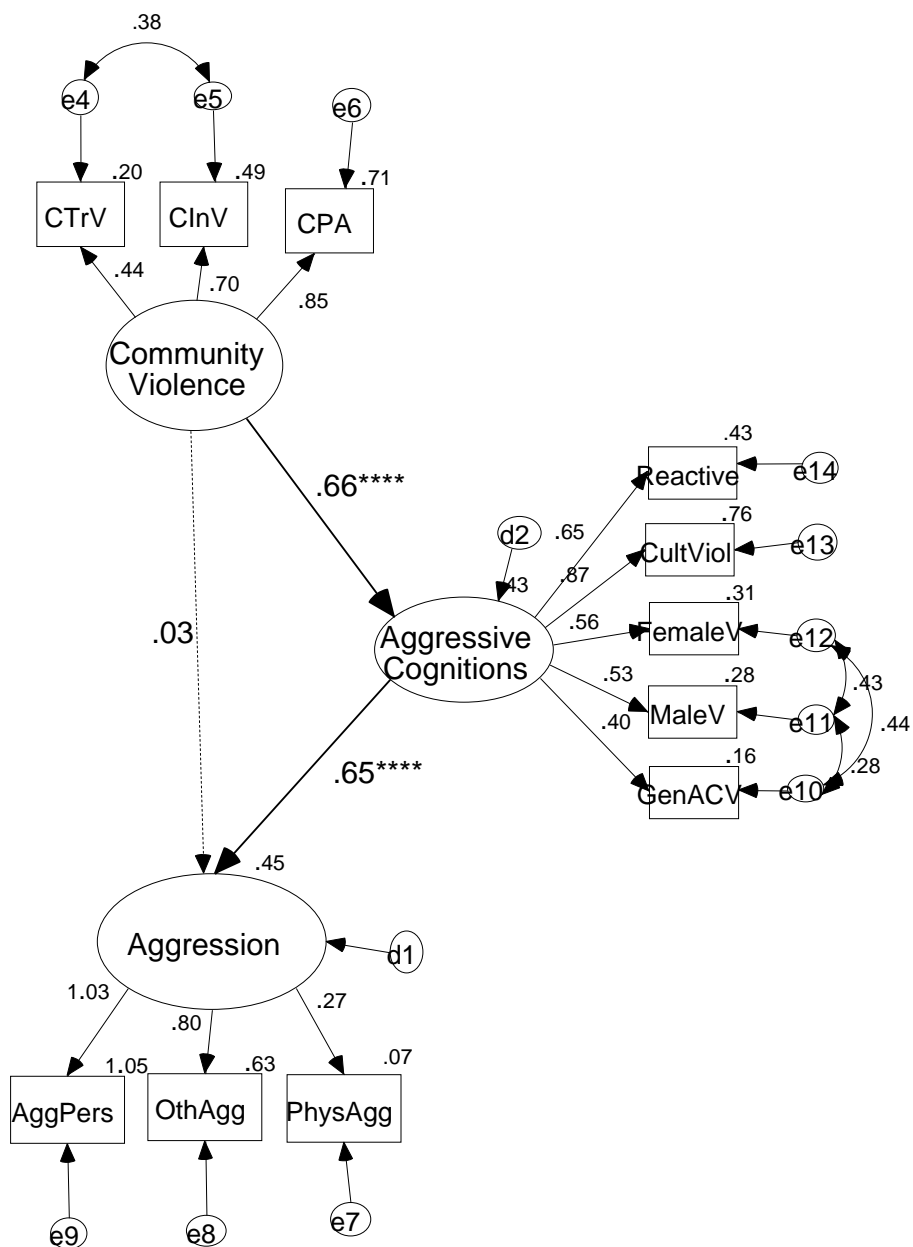 .38
e4
e5
e6
.20
.49
.71
CTrV
CInV
CPA
.44
.70
.85
Community
Violence
.66****
.03
d2
.43
Aggressive
Cognitions
.65
.87
.56
.53
.40
.43
Reactive
e14
.76
CultViol
e13
.31
FemaleV
e12
.28
MaleV
e11
.16
GenACV
e10
.43
.44
.28
.65****
.45
Aggression
d1
1.03
.80
.27
1.05
.63
.07
AggPers
OthAgg
PhysAgg
e9
e8
e7